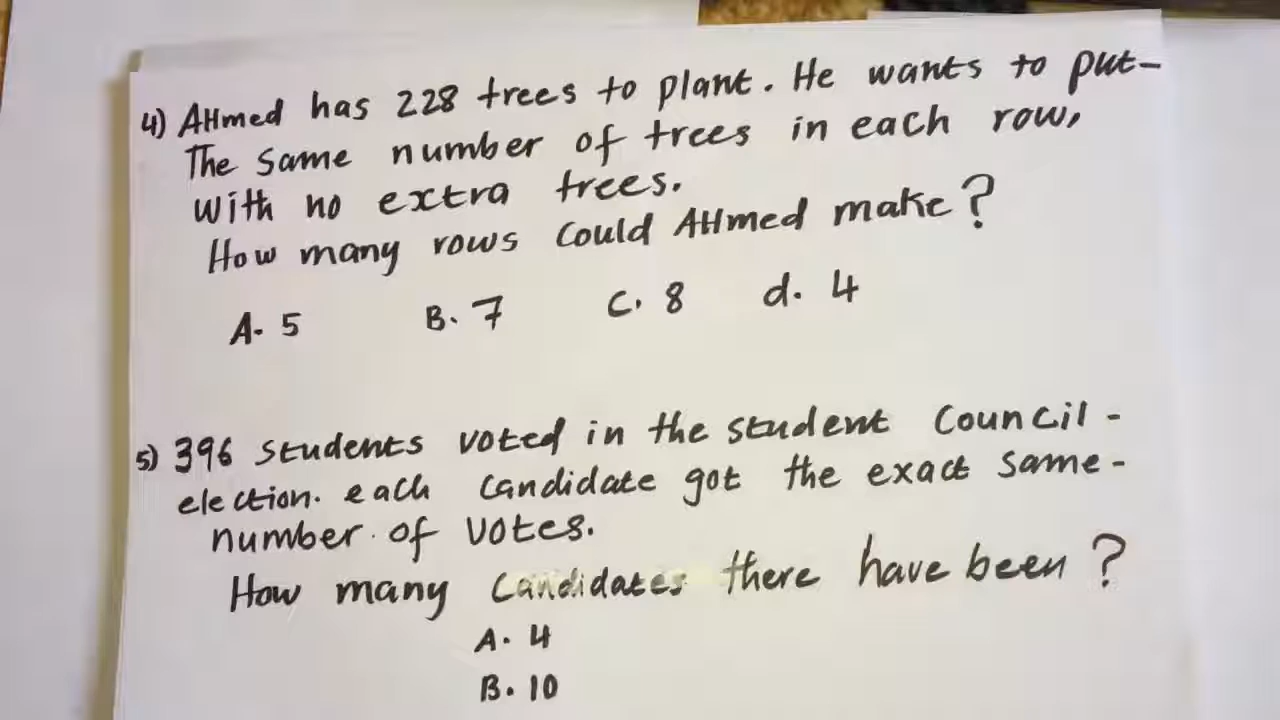 4) AHmed has 228 trees to plant. He wants to put-
The same number of trees in each row,
With no extra trees.
How many rows Could AHmed make?
A. 5 B. 7 C. 8 d. 4
5) 396 students voted in the student Council -
election. each candidate got the exact same-
number of votes.
How many candidates there have been?
A. 4
B. 10